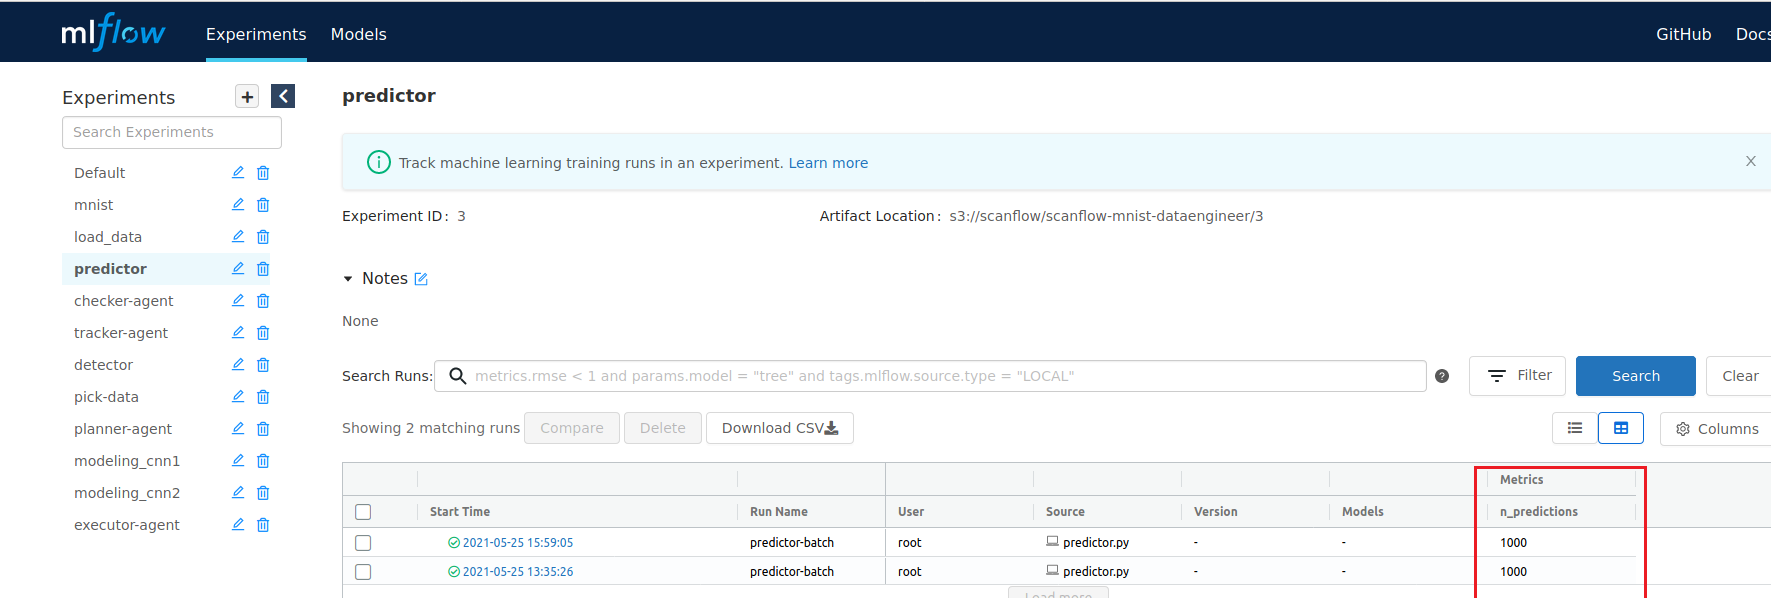 mlflow Experiments Models GitHub Docs
Experiments + <
Search Experiments
Default
mnist
load_data
predictor
checker-agent
tracker-agent
detector
pick-data
planner-agent
modeling_cnn1
modeling_cnn2
executor-agent
predictor
Track machine learning training runs in an experiment. Learn more X
Experiment ID: 3 Artifact Location: s3://scanflow/scanflow-mnist-dataengineer/3
Notes
None
Search Runs: metrics.rmse < 1 and params.model = "tree" and tags.mlflow.source.type = "LOCAL" ? Filter Search Clear
Showing 2 matching runs Compare Delete Download CSV Columns
Metrics
Start Time Run Name User Source Version Models n_predictions
2021-05-25 15:59:05 predictor-batch root predictor.py - - 1000
2021-05-25 13:35:26 predictor-batch root predictor.py - - 1000
Load more